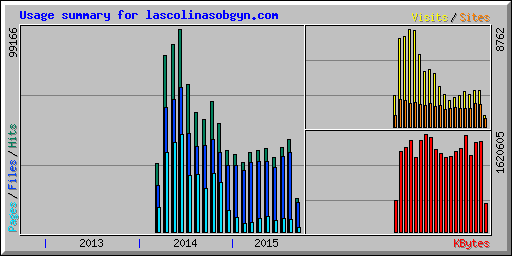 Usage summary for lascolinasobgyn.com
Visits/Sites
99166
8762
Pages/Files/Hits
1620605
2013
2014
2015
KBytes